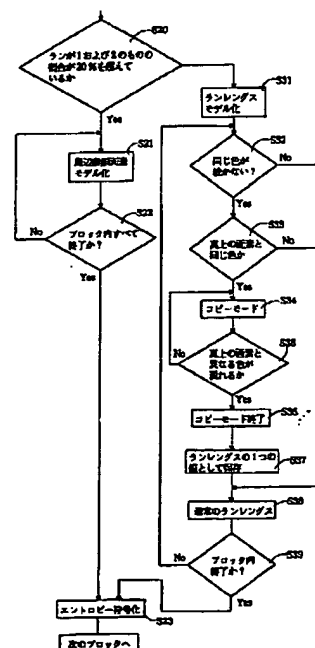 S20
ランが1および2のものの
割合が20%を超えて
いるか
Yes
No
S31
ランレングス
モデル化
S21
周辺参照画素
モデル化
S32
同じ色が
続かない?
No
Yes
S22
ブロック内すべて
終了か?
No
Yes
S33
真上の画素と
同じ色か
No
Yes
S34
コピーモード
S35
真上の画素と
異なる色が
現れるか
No
Yes
S36
コピーモード終了
S37
ランレングスの1つの
値として保存
S38
通常のランレングス
S39
ブロック内
終了か?
No
Yes
エントロピー符号化
S23
次のブロックへ